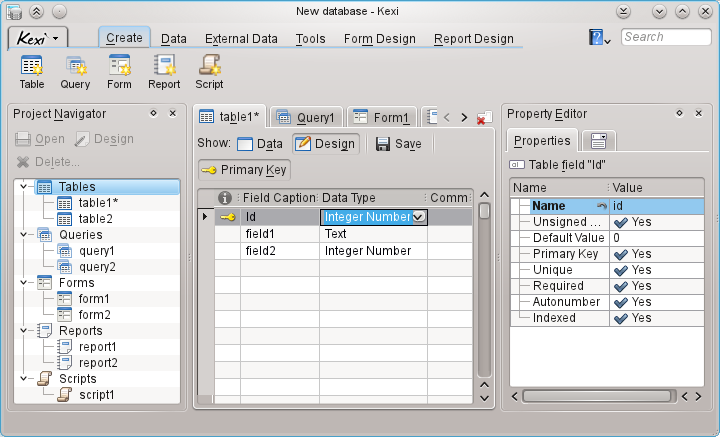 New database - Kexi
Kexi Create Data External Data Tools Form Design Report Design ? Search
Table Query Form Report Script
Project Navigator
Open Design
Delete...
Tables
table1*
table2
Queries
query1
query2
Forms
form1
form2
Reports
report1
report2
Scripts
script1
table1* Query1 Form1
Show: Data Design Save
Primary Key
Field Caption Data Type Comm
Id Integer Number
field1 Text
field2 Integer Number
Property Editor
Properties
Table field "Id"
Name Value
Name id
Unsigned ... Yes
Default Value 0
Primary Key Yes
Unique Yes
Required Yes
Autonumber Yes
Indexed Yes